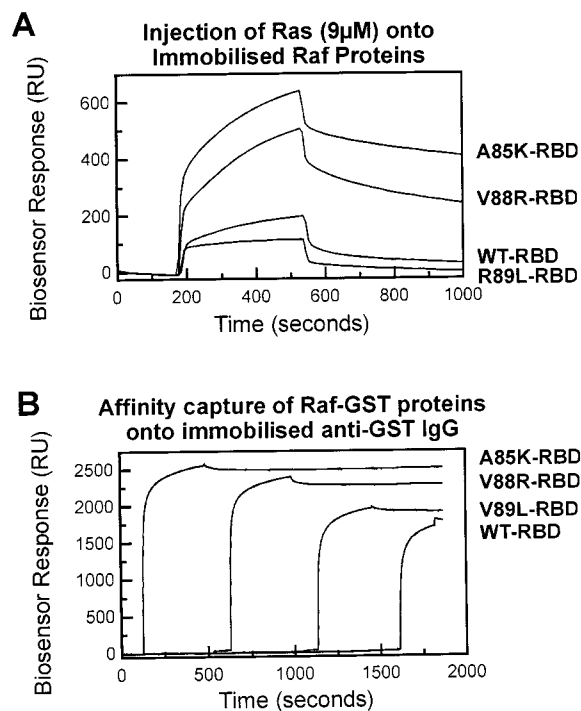 A
Injection of Ras (9µM) onto
Immobilised Raf Proteins
Biosensor Response (RU)
600
400
200
0
0 200 400 600 800 1000
Time (seconds)
A85K-RBD
V88R-RBD
WT-RBD
R89L-RBD
B
Affinity capture of Raf-GST proteins
onto immobilised anti-GST IgG
Biosensor Response (RU)
2500
2000
1500
1000
500
0
0 500 1000 1500 2000
Time (seconds)
A85K-RBD
V88R-RBD
V89L-RBD
WT-RBD